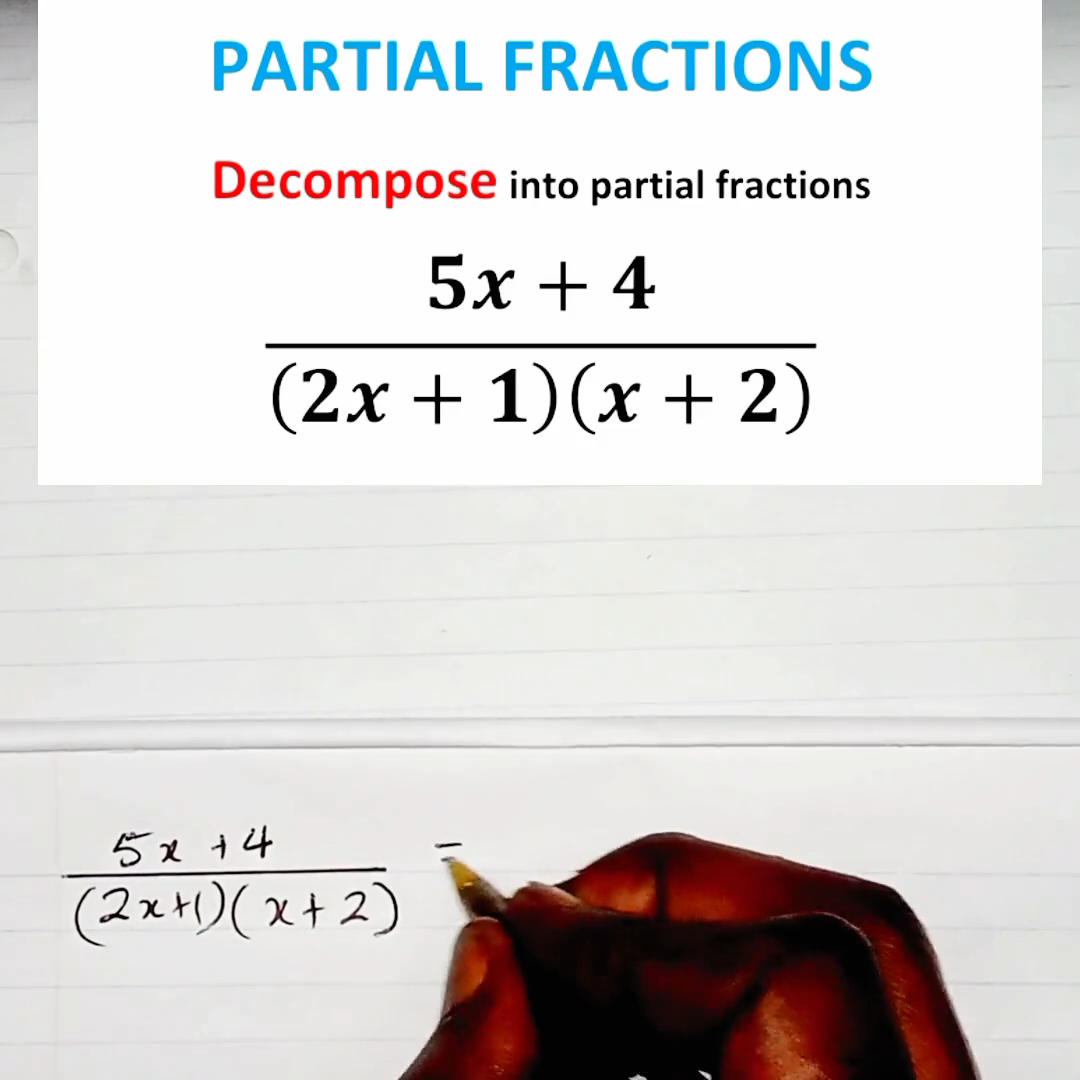 PARTIAL FRACTIONS
Decompose into partial fractions
5x + 4
(2x + 1)(x + 2)
5x + 4 =
(2x+1)(x+2)